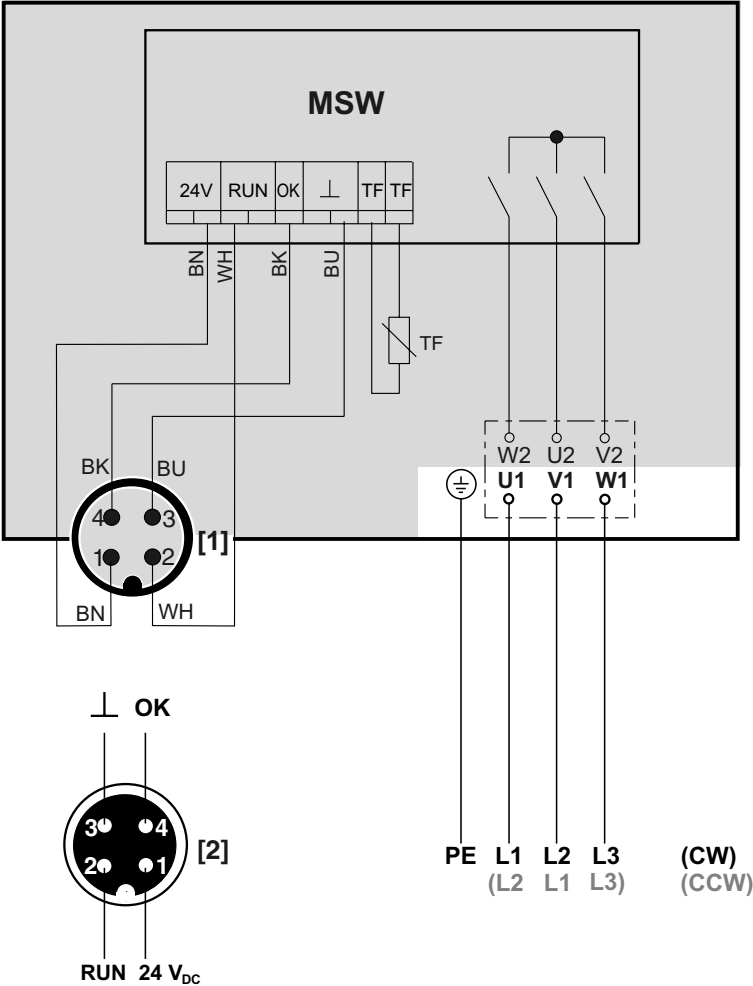 MSW
24V RUN OK ⊥ TF TF
BN WH BK BU
TF
W2 U2 V2
U1 V1 W1
BK BU
4 3
[1]
1 2
BN WH
⊥ OK
3 4
[2]
2 1
RUN 24 V_DC
PE L1 L2 L3 (CW)
(L2 L1 L3) (CCW)